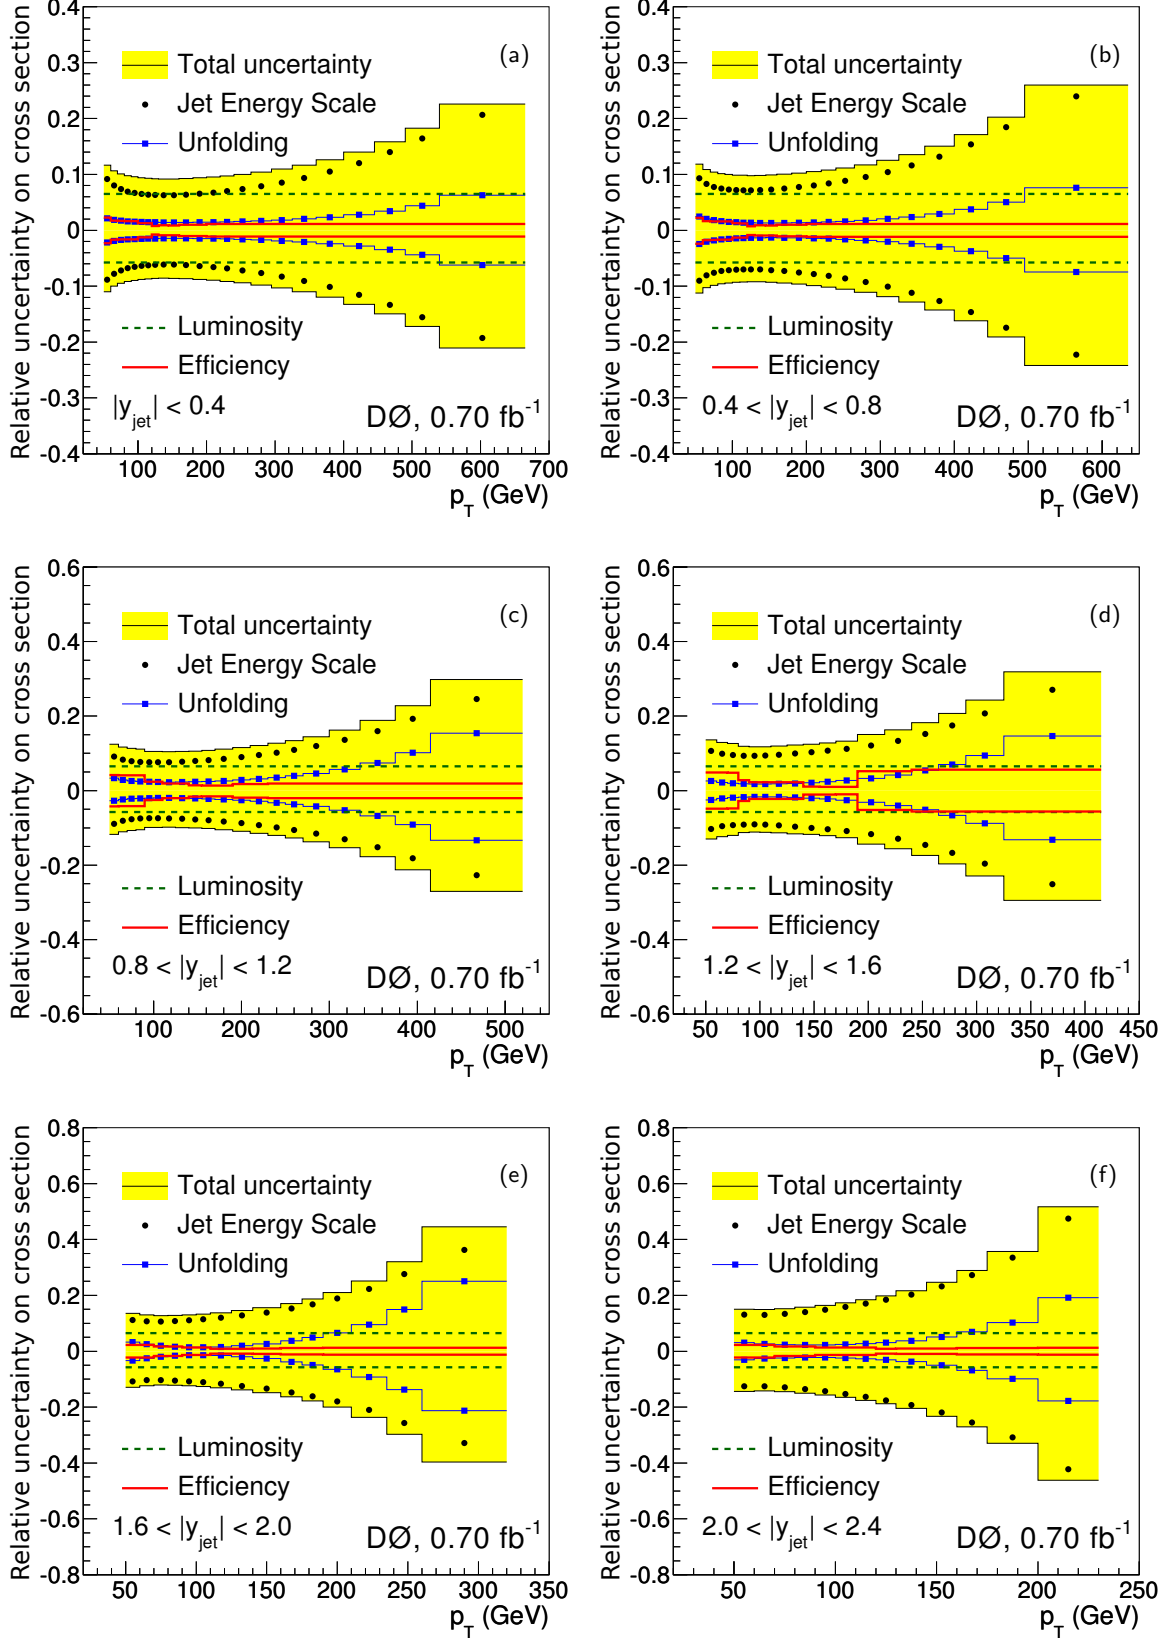 Relative uncertainty on cross section
0.4
0.3
0.2
0.1
0
-0.1
-0.2
-0.3
-0.4
(a)
Total uncertainty
Jet Energy Scale
Unfolding
Luminosity
Efficiency
|y_jet| < 0.4
DØ, 0.70 fb⁻¹
100 200 300 400 500 600 700
p_T (GeV)
Relative uncertainty on cross section
0.4
0.3
0.2
0.1
0
-0.1
-0.2
-0.3
-0.4
(b)
Total uncertainty
Jet Energy Scale
Unfolding
Luminosity
Efficiency
0.4 < |y_jet| < 0.8
DØ, 0.70 fb⁻¹
100 200 300 400 500 600
p_T (GeV)
Relative uncertainty on cross section
0.6
0.4
0.2
0
-0.2
-0.4
-0.6
(c)
Total uncertainty
Jet Energy Scale
Unfolding
Luminosity
Efficiency
0.8 < |y_jet| < 1.2
DØ, 0.70 fb⁻¹
100 200 300 400 500
p_T (GeV)
Relative uncertainty on cross section
0.6
0.4
0.2
0
-0.2
-0.4
-0.6
(d)
Total uncertainty
Jet Energy Scale
Unfolding
Luminosity
Efficiency
1.2 < |y_jet| < 1.6
DØ, 0.70 fb⁻¹
50 100 150 200 250 300 350 400 450
p_T (GeV)
Relative uncertainty on cross section
0.8
0.6
0.4
0.2
0
-0.2
-0.4
-0.6
-0.8
(e)
Total uncertainty
Jet Energy Scale
Unfolding
Luminosity
Efficiency
1.6 < |y_jet| < 2.0
DØ, 0.70 fb⁻¹
50 100 150 200 250 300 350
p_T (GeV)
Relative uncertainty on cross section
0.8
0.6
0.4
0.2
0
-0.2
-0.4
-0.6
-0.8
(f)
Total uncertainty
Jet Energy Scale
Unfolding
Luminosity
Efficiency
2.0 < |y_jet| < 2.4
DØ, 0.70 fb⁻¹
50 100 150 200 250
p_T (GeV)